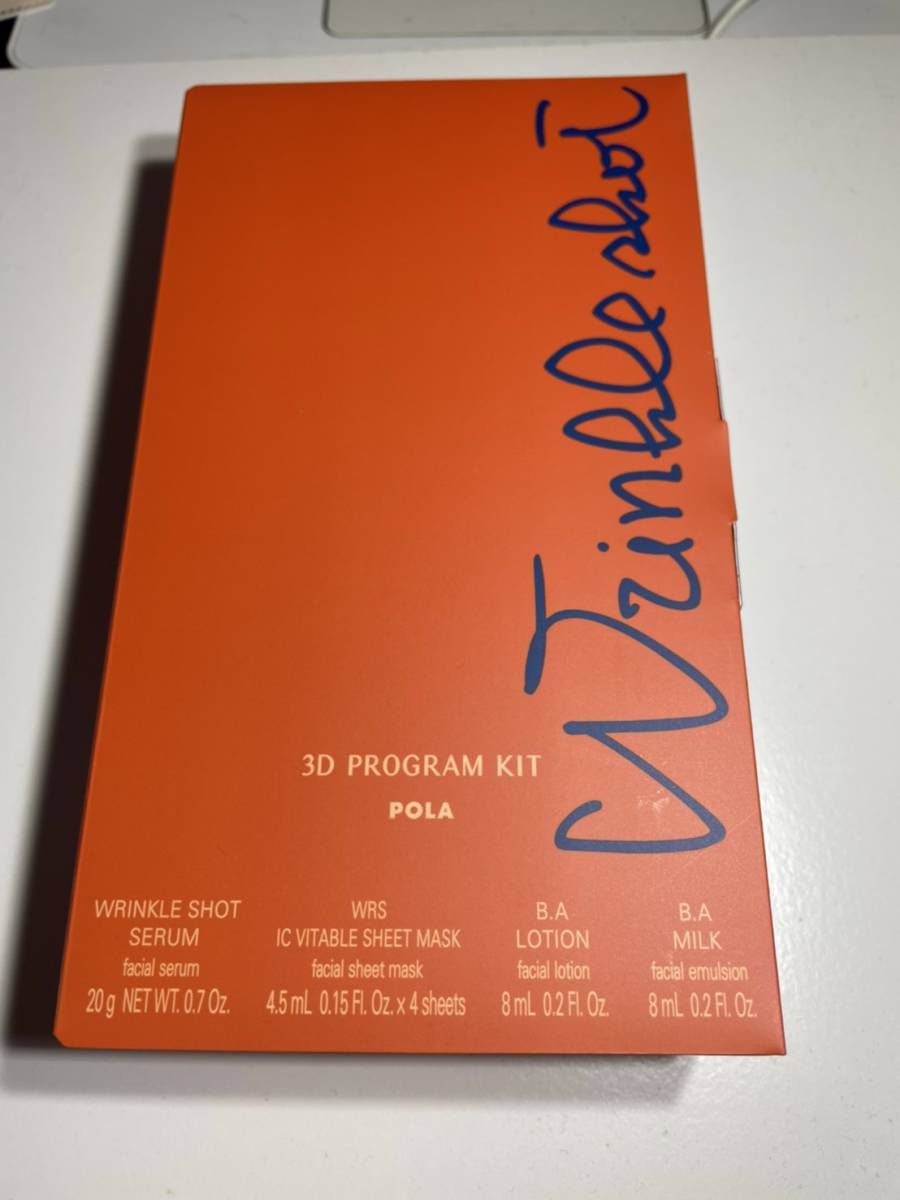 Wrinkle shot
3D PROGRAM KIT
POLA
WRINKLE SHOT
SERUM
facial serum
20 g NET WT. 0.7 Oz.
WRS
IC VITABLE SHEET MASK
facial sheet mask
4.5 mL 0.15 Fl. Oz. x 4 sheets
B.A
LOTION
facial lotion
8 mL 0.2 Fl. Oz.
B.A
MILK
facial emulsion
8 mL 0.2 Fl. Oz.